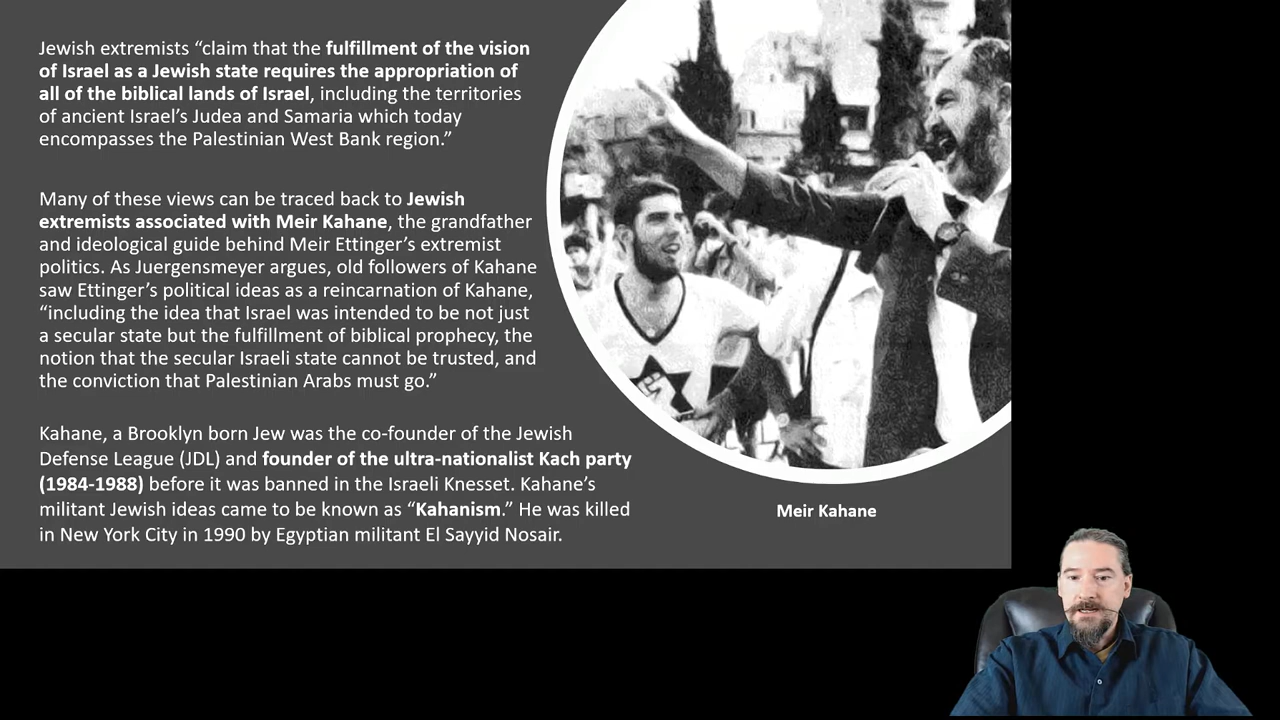 Jewish extremists “claim that the fulfillment of the vision
of Israel as a Jewish state requires the appropriation of
all of the biblical lands of Israel, including the territories
of ancient Israel’s Judea and Samaria which today
encompasses the Palestinian West Bank region.”
Many of these views can be traced back to Jewish
extremists associated with Meir Kahane, the grandfather
and ideological guide behind Meir Ettinger’s extremist
politics. As Juergensmeyer argues, old followers of Kahane
saw Ettinger’s political ideas as a reincarnation of Kahane,
“including the idea that Israel was intended to be not just
a secular state but the fulfillment of biblical prophecy, the
notion that the secular Israeli state cannot be trusted, and
the conviction that Palestinian Arabs must go.”
Kahane, a Brooklyn born Jew was the co-founder of the Jewish
Defense League (JDL) and founder of the ultra-nationalist Kach party
(1984-1988) before it was banned in the Israeli Knesset. Kahane’s
militant Jewish ideas came to be known as “Kahanism.” He was killed
in New York City in 1990 by Egyptian militant El Sayyid Nosair.
Meir Kahane